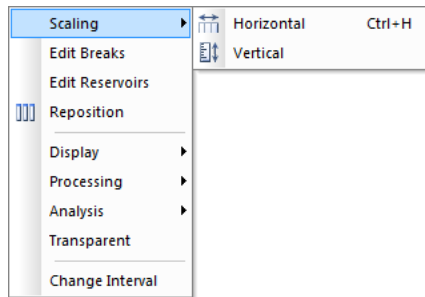 Scaling
Horizontal Ctrl+H
Edit Breaks
Vertical
Edit Reservoirs
Reposition
Display
Processing
Analysis
Transparent
Change Interval